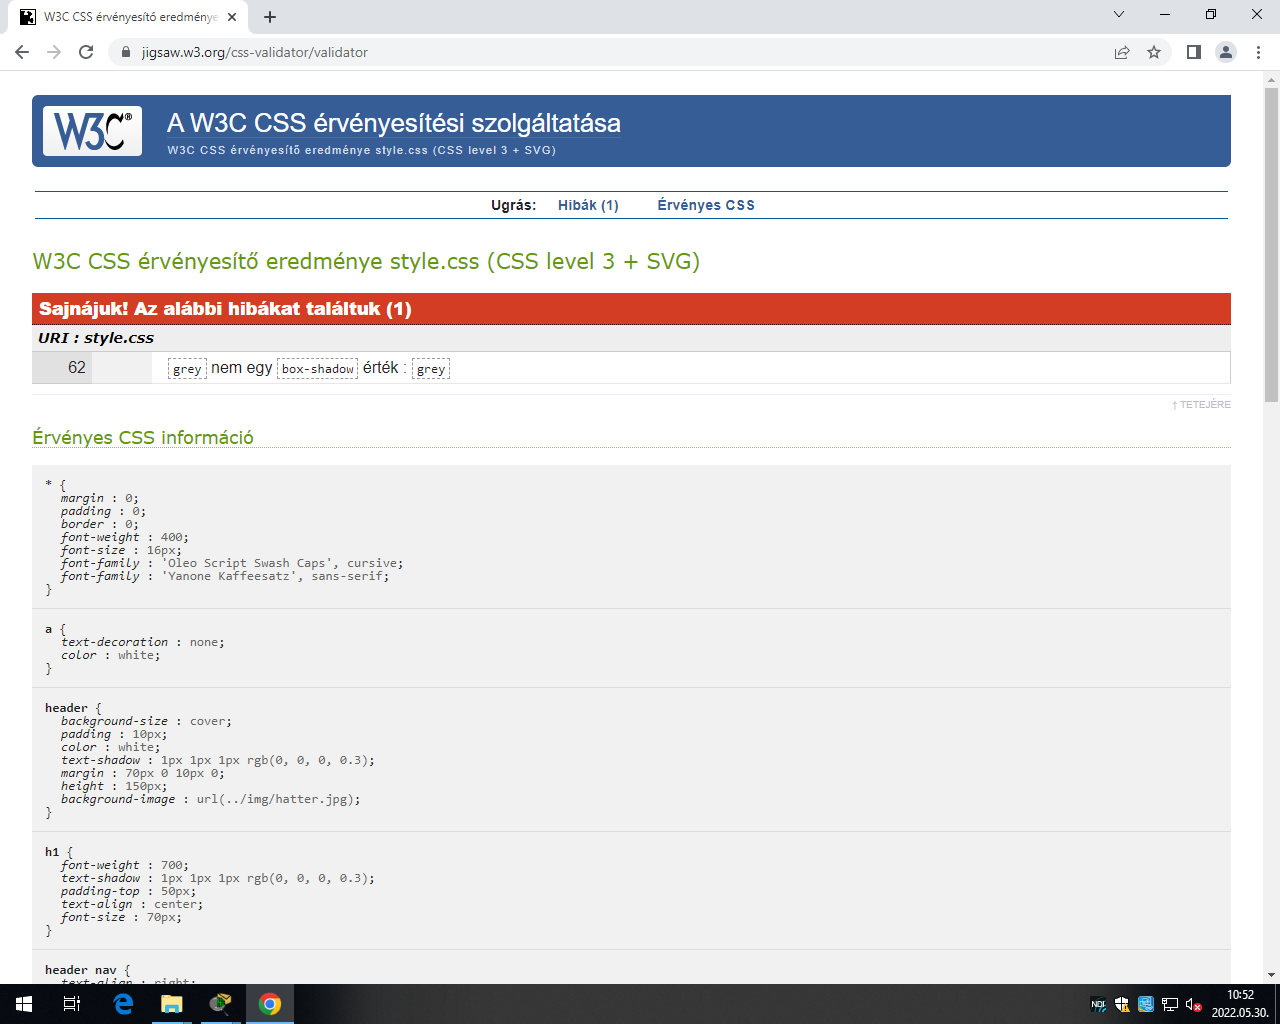 W3C CSS érvényesítő eredménye
jigsaw.w3.org/css-validator/validator
W3C®
A W3C CSS érvényesítési szolgáltatása
W3C CSS érvényesítő eredménye style.css (CSS level 3 + SVG)
Ugrás: Hibák (1) Érvényes CSS
W3C CSS érvényesítő eredménye style.css (CSS level 3 + SVG)
Sajnájuk! Az alábbi hibákat találtuk (1)
URI : style.css
62 grey nem egy box-shadow érték : grey
↑ TETEJÉRE
Érvényes CSS információ
* {
margin : 0;
padding : 0;
border : 0;
font-weight : 400;
font-size : 16px;
font-family : 'Oleo Script Swash Caps', cursive;
font-family : 'Yanone Kaffeesatz', sans-serif;
}
a {
text-decoration : none;
color : white;
}
header {
background-size : cover;
padding : 10px;
color : white;
text-shadow : 1px 1px 1px rgb(0, 0, 0, 0.3);
margin : 70px 0 10px 0;
height : 150px;
background-image : url(../img/hatter.jpg);
}
h1 {
font-weight : 700;
text-shadow : 1px 1px 1px rgb(0, 0, 0, 0.3);
padding-top : 50px;
text-align : center;
font-size : 70px;
}
header nav {
text-align : right;
NDI
10:52
2022.05.30.